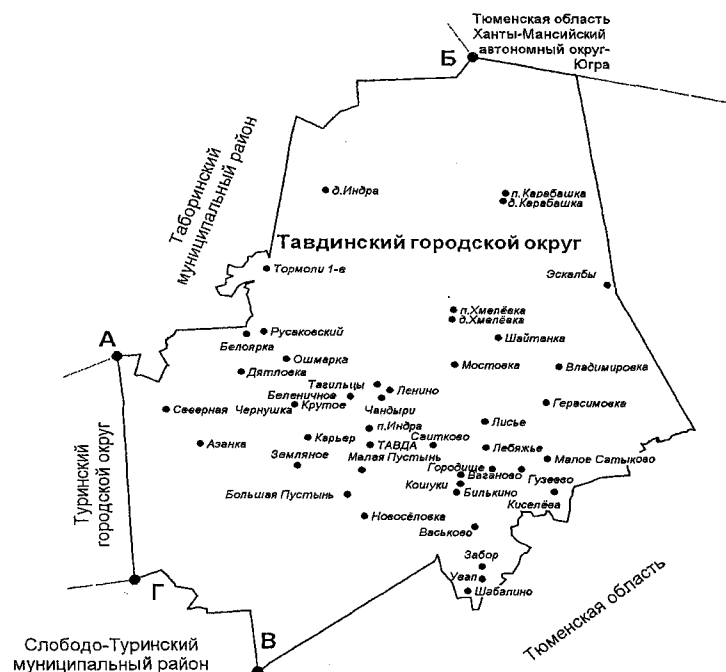 Тюменская область
Ханты-Мансийский
автономный округ-
Югра
Б
Таборинский
муниципальный район
д.Индра
п.Карабашка
д.Карабашка
Тавдинский городской округ
Тормоли 1-е
Эскалбы
п.Хмелёвка
д.Хмелёвка
Русаковский
Белоярка
Шайтанка
А
Ошмарка
Мостовка
Владимировка
Дятловка
Тагильцы
Ленино
Беленичное
Чандыри
Северная
Чернушка
Крутое
Герасимовка
п.Индра
Лисье
Азанка
Карьер
ТАВДА
Саитково
Лебяжье
Земляное
Малая Пустынь
Городище
Ваганово
Малое Сатыково
Гузеево
Кошуки
Большая Пустынь
Билькино
Киселёва
Новосёловка
Васьково
Туринский
городской округ
Забор
Увал
Шабалино
Г
Тюменская область
В
Слободо-Туринский
муниципальный район